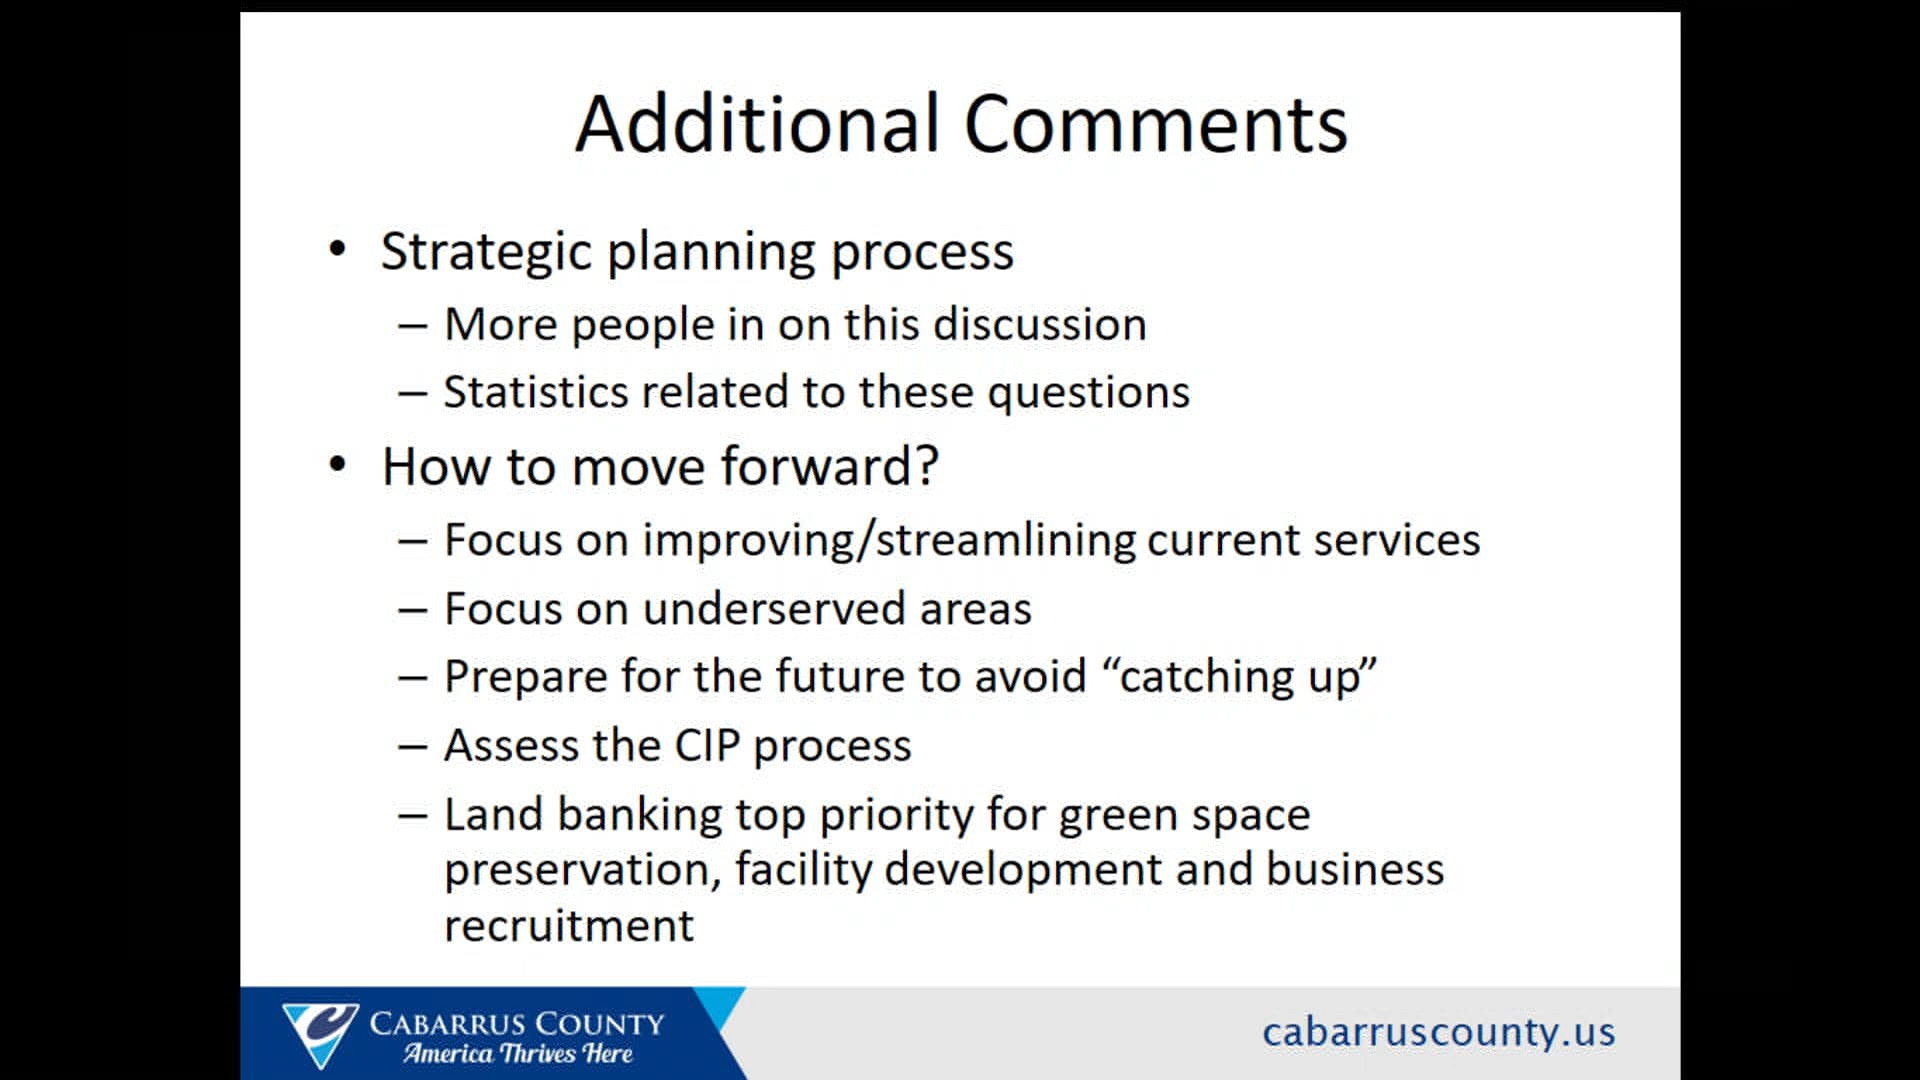 Additional Comments
• Strategic planning process
– More people in on this discussion
– Statistics related to these questions
• How to move forward?
– Focus on improving/streamlining current services
– Focus on underserved areas
– Prepare for the future to avoid “catching up”
– Assess the CIP process
– Land banking top priority for green space
preservation, facility development and business
recruitment
CABARRUS COUNTY
America Thrives Here
cabarruscounty.us